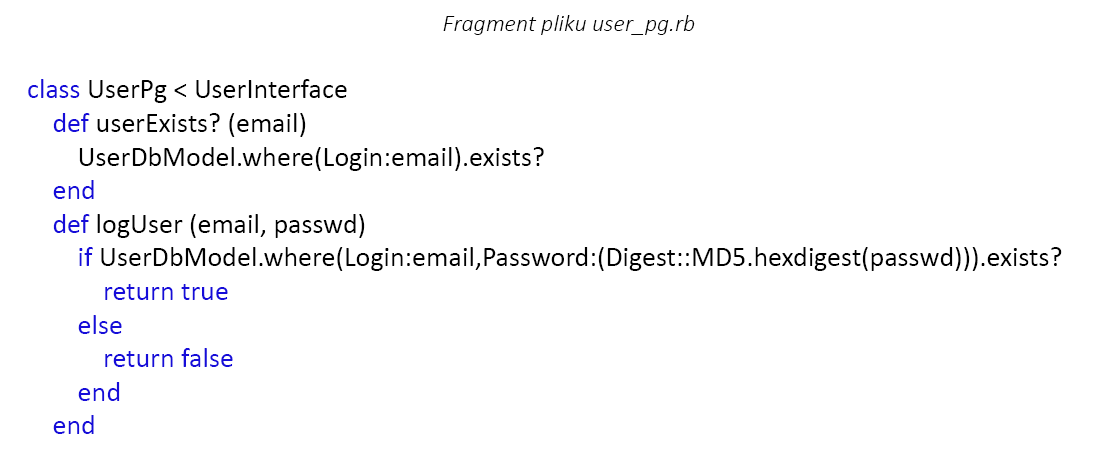 Fragment pliku user_pg.rb
class UserPg < UserInterface
def userExists? (email)
UserDbModel.where(Login:email).exists?
end
def logUser (email, passwd)
if UserDbModel.where(Login:email,Password:(Digest::MD5.hexdigest(passwd))).exists?
return true
else
return false
end
end